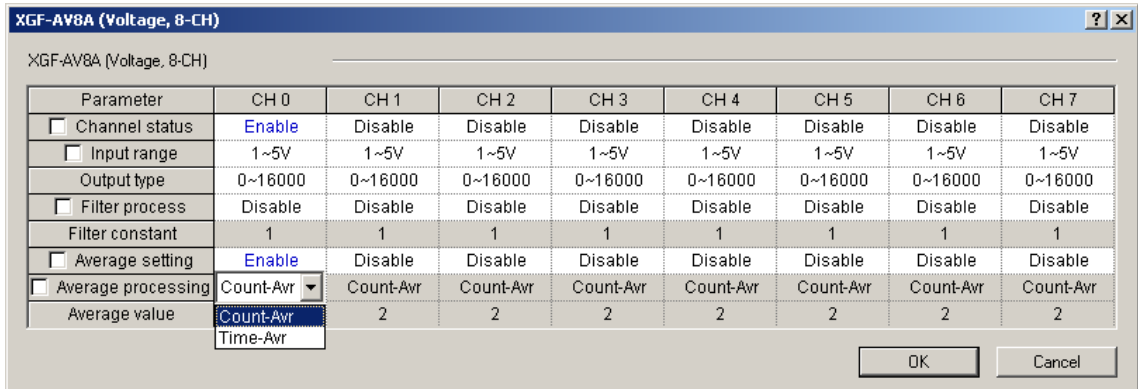 XGF-AV8A (Voltage, 8-CH)
XGF-AV8A (Voltage, 8-CH)
Parameter CH 0 CH 1 CH 2 CH 3 CH 4 CH 5 CH 6 CH 7
Channel status Enable Disable Disable Disable Disable Disable Disable Disable
Input range 1~5V 1~5V 1~5V 1~5V 1~5V 1~5V 1~5V 1~5V
Output type 0~16000 0~16000 0~16000 0~16000 0~16000 0~16000 0~16000 0~16000
Filter process Disable Disable Disable Disable Disable Disable Disable Disable
Filter constant 1 1 1 1 1 1 1 1
Average setting Enable Disable Disable Disable Disable Disable Disable Disable
Average processing Count-Avr Count-Avr Count-Avr Count-Avr Count-Avr Count-Avr Count-Avr Count-Avr
Average value Count-Avr 2 2 2 2 2 2 2
Time-Avr
OK Cancel